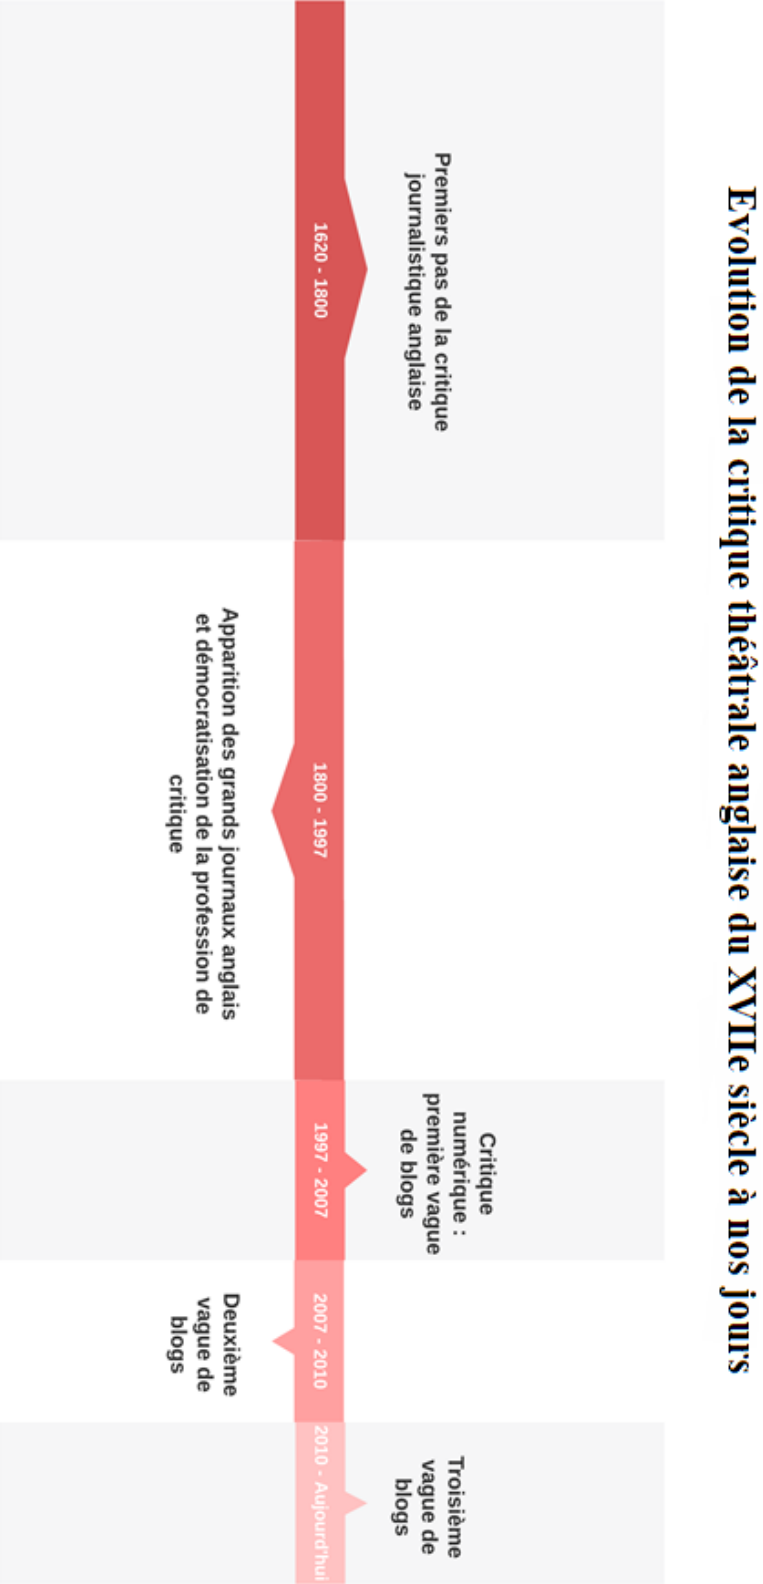 Evolution de la critique théâtrale anglaise du XVIIe siècle à nos jours
Premiers pas de la critique
journalistique anglaise
1620 - 1800
1800 - 1997
Apparition des grands journaux anglais
et démocratisation de la profession de
critique
Critique
numérique :
première vague
de blogs
1997 - 2007
2007 - 2010
Deuxième
vague de
blogs
Troisième
vague de
blogs
2010 - Aujourd'hui